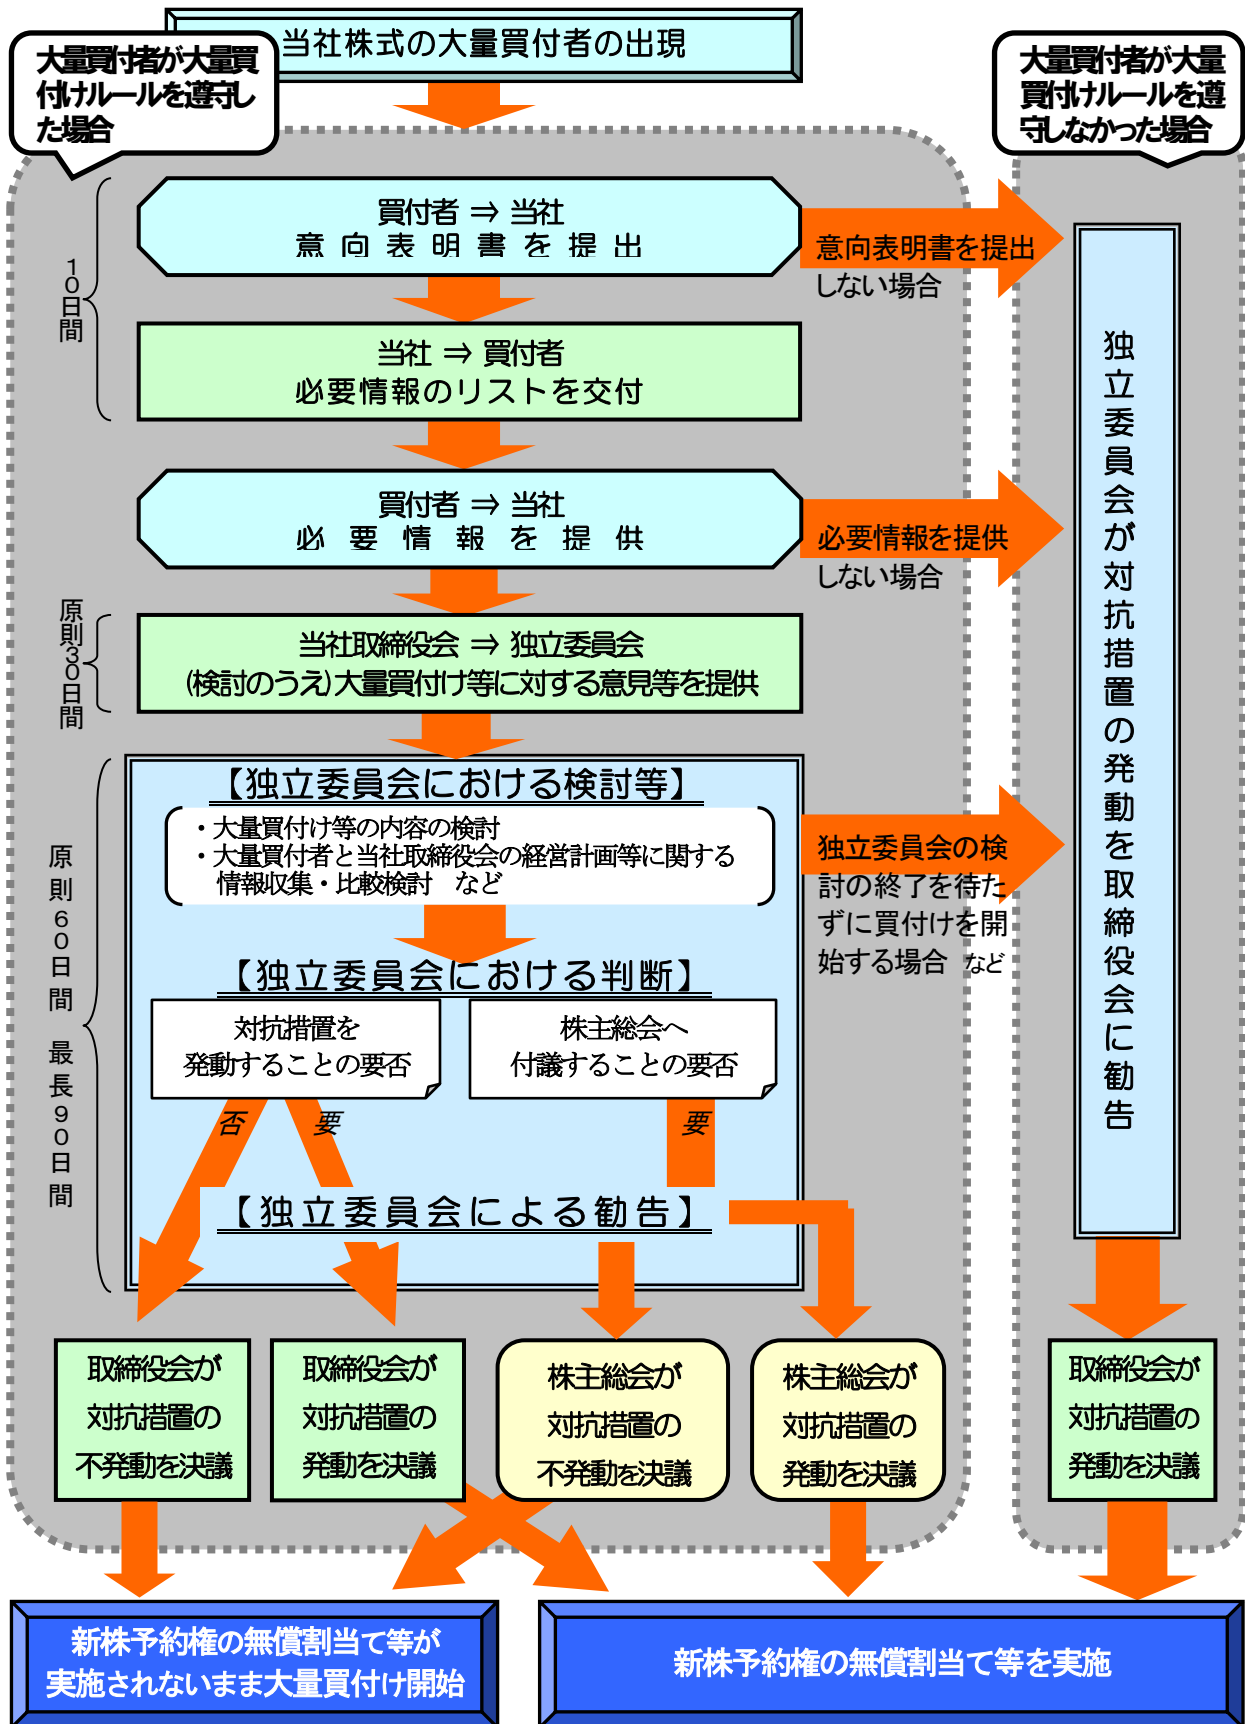 当社株式の大量買付者の出現
大量買付者が大量買
付けルールを遵守し
た場合
大量買付者が大量
買付けルールを遵
守しなかった場合
買付者 ⇒ 当社
意向表明書を提出
意向表明書を提出
しない場合
10日間
当社 ⇒ 買付者
必要情報のリストを交付
買付者 ⇒ 当社
必要情報を提供
必要情報を提供
しない場合
原則30日間
当社取締役会 ⇒ 独立委員会
(検討のうえ)大量買付け等に対する意見等を提供
原則60日間 最長90日間
【独立委員会における検討等】
・大量買付け等の内容の検討
・大量買付者と当社取締役会の経営計画等に関する
情報収集・比較検討 など
独立委員会の検
討の終了を待た
ずに買付けを開
始する場合 など
【独立委員会における判断】
対抗措置を
発動することの要否
株主総会へ
付議することの要否
否
要
要
【独立委員会による勧告】
独立委員会が対抗措置の発動を取締役会に勧告
取締役会が
対抗措置の
不発動を決議
取締役会が
対抗措置の
発動を決議
株主総会が
対抗措置の
不発動を決議
株主総会が
対抗措置の
発動を決議
取締役会が
対抗措置の
発動を決議
新株予約権の無償割当て等が
実施されないまま大量買付け開始
新株予約権の無償割当て等を実施